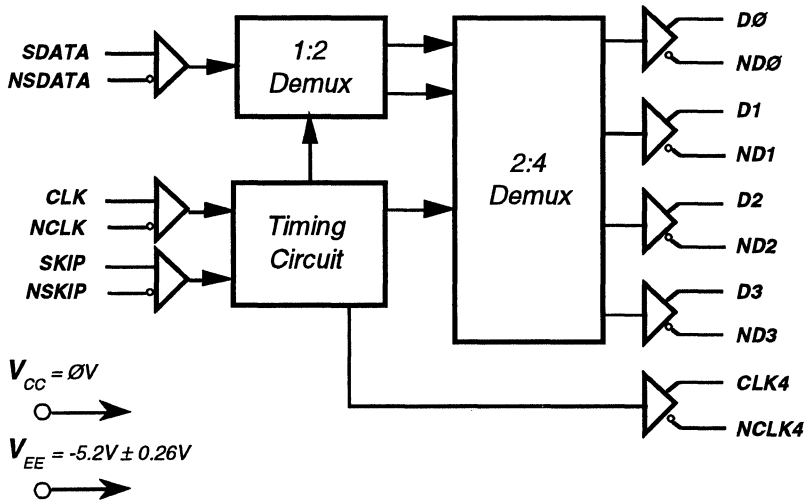 SDATA
NSDATA
1:2
Demux
CLK
NCLK
SKIP
NSKIP
Timing
Circuit
2:4
Demux
DØ
NDØ
D1
ND1
D2
ND2
D3
ND3
CLK4
NCLK4
VCC = ØV
VEE = -5.2V ± 0.26V